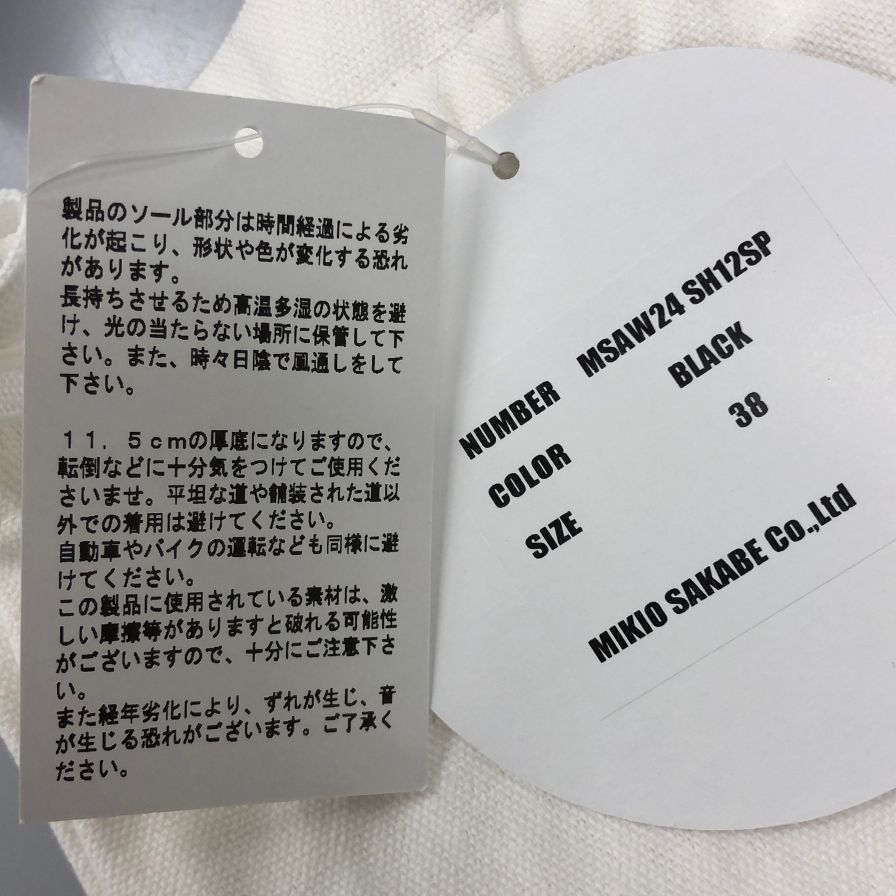 製品のソール部分は時間経過による劣
化が起こり、形状や色が変化する恐れ
があります。
長持ちさせるため高温多湿の状態を避
け、光の当たらない場所に保管して下
さい。また、時々日陰で風通しをして
下さい。
１１．５ｃｍの厚底になりますので、
転倒などに十分気をつけてご使用くだ
さいませ。平坦な道や舗装された道以
外での着用は避けてください。
自動車やバイクの運転なども同様に避
けてください。
この製品に使用されている素材は、激
しい摩擦等がありますと破れる可能性
がございますので、十分にご注意下さ
い。
また経年劣化により、ずれが生じ、音
が生じる恐れがございます。ご了承く
ださい。
NUMBER MSAW24 SH12SP
COLOR BLACK
SIZE 38
MIKIO SAKABE Co.,Ltd